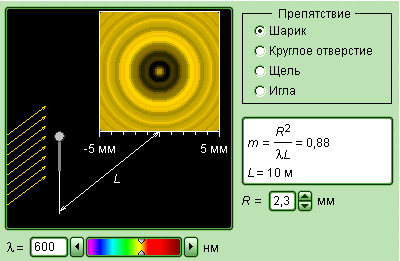 Препятствие
Шарик
Круглое отверстие
Щель
Игла
-5 мм 5 мм
L
m = R²/λL = 0,88
L = 10 м
R = 2,3 мм
λ = 600 нм